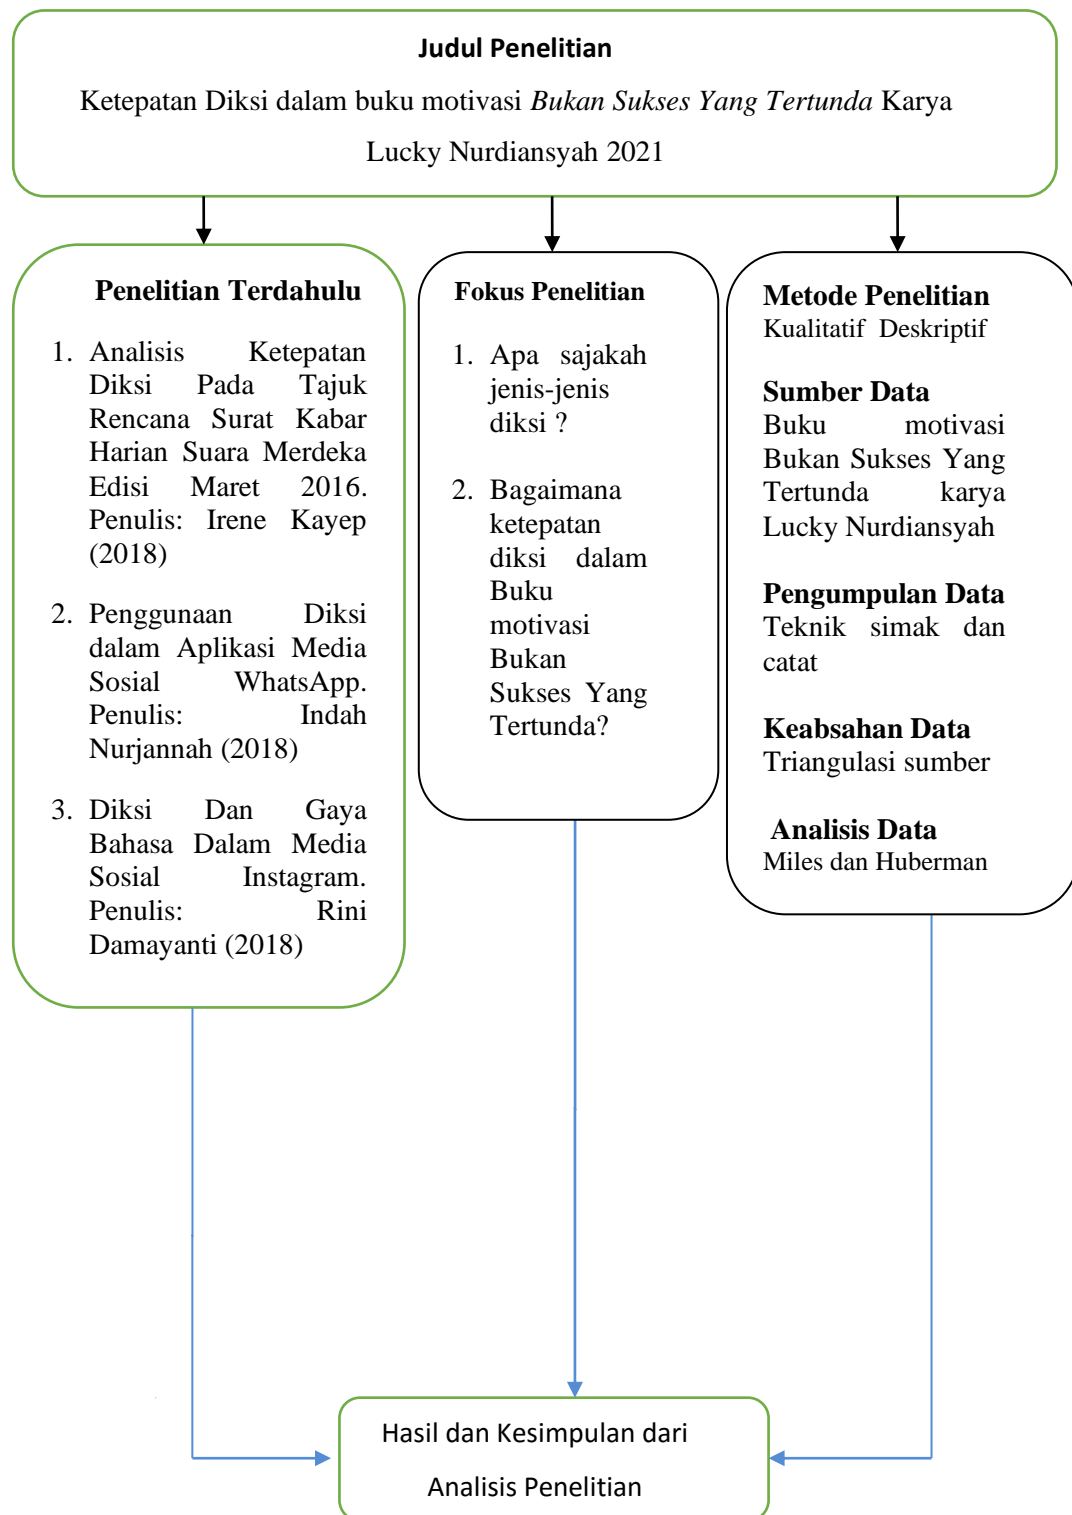 Judul Penelitian
Ketepatan Diksi dalam buku motivasi Bukan Sukses Yang Tertunda Karya
Lucky Nurdiansyah 2021
Penelitian Terdahulu
1. Analisis Ketepatan
Diksi Pada Tajuk
Rencana Surat Kabar
Harian Suara Merdeka
Edisi Maret 2016.
Penulis: Irene Kayep
(2018)
2. Penggunaan Diksi
dalam Aplikasi Media
Sosial WhatsApp.
Penulis: Indah
Nurjannah (2018)
3. Diksi Dan Gaya
Bahasa Dalam Media
Sosial Instagram.
Penulis: Rini
Damayanti (2018)
Fokus Penelitian
1. Apa sajakah
jenis-jenis
diksi ?
2. Bagaimana
ketepatan
diksi dalam
Buku
motivasi
Bukan
Sukses Yang
Tertunda?
Metode Penelitian
Kualitatif Deskriptif
Sumber Data
Buku motivasi
Bukan Sukses Yang
Tertunda karya
Lucky Nurdiansyah
Pengumpulan Data
Teknik simak dan
catat
Keabsahan Data
Triangulasi sumber
Analisis Data
Miles dan Huberman
Hasil dan Kesimpulan dari
Analisis Penelitian